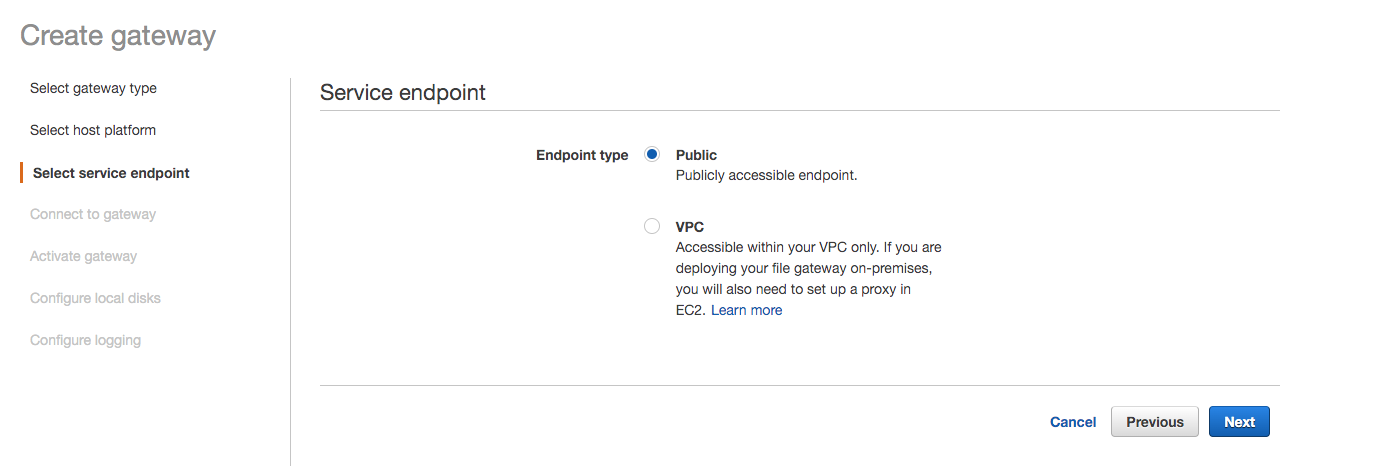 Create gateway
Select gateway type
Select host platform
Select service endpoint
Connect to gateway
Activate gateway
Configure local disks
Configure logging
Service endpoint
Endpoint type
Public
Publicly accessible endpoint.
VPC
Accessible within your VPC only. If you are
deploying your file gateway on-premises,
you will also need to set up a proxy in
EC2. Learn more
Cancel
Previous
Next